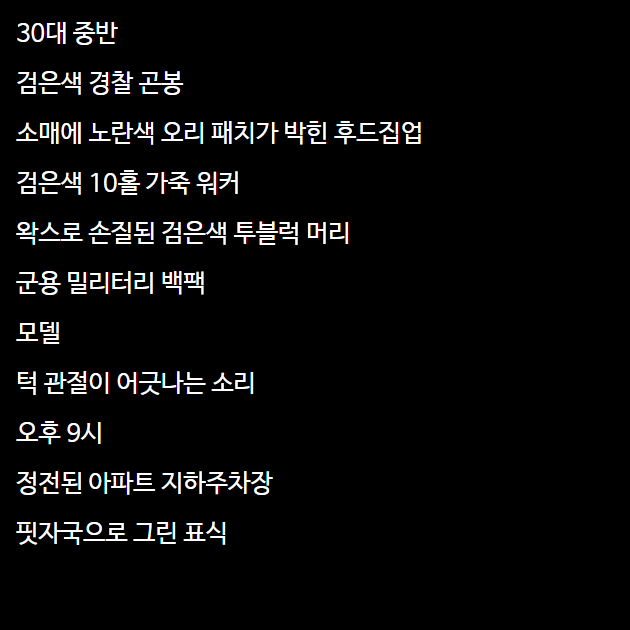 30대 중반
검은색 경찰 곤봉
소매에 노란색 오리 패치가 박힌 후드집업
검은색 10홀 가죽 워커
왁스로 손질된 검은색 투블럭 머리
군용 밀리터리 백팩
모델
턱 관절이 어긋나는 소리
오후 9시
정전된 아파트 지하주차장
핏자국으로 그린 표식